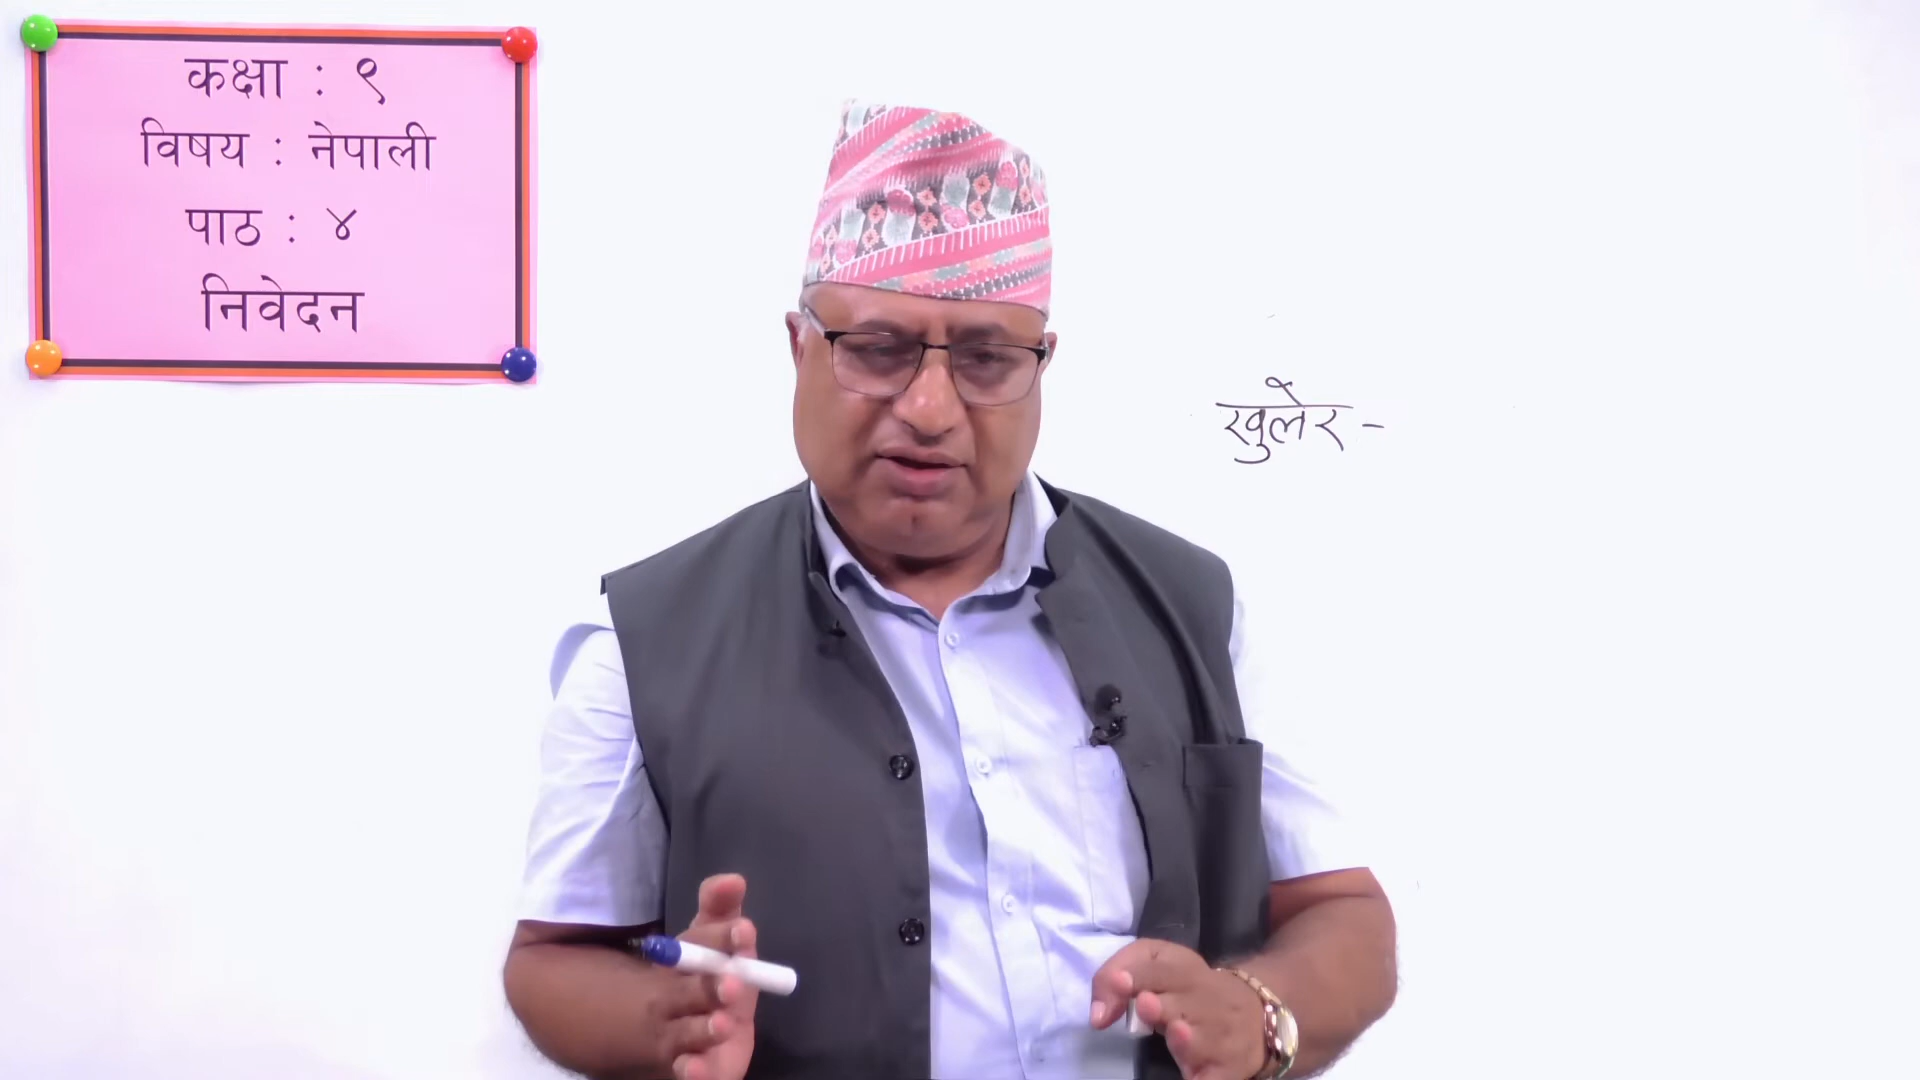 कक्षा : ९
विषय : नेपाली
पाठ : ४
निवेदन
खुलेर -